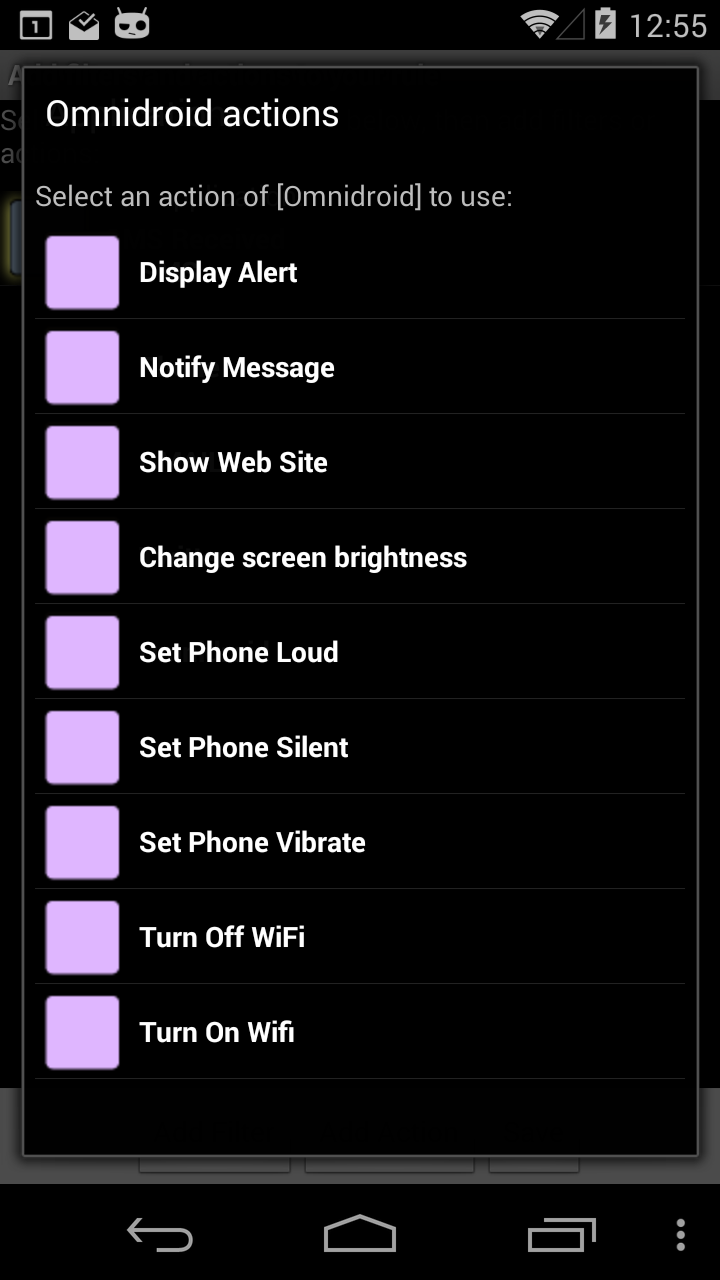 1
12:55
Omnidroid actions
Select an action of [Omnidroid] to use:
Display Alert
Notify Message
Show Web Site
Change screen brightness
Set Phone Loud
Set Phone Silent
Set Phone Vibrate
Turn Off WiFi
Turn On Wifi